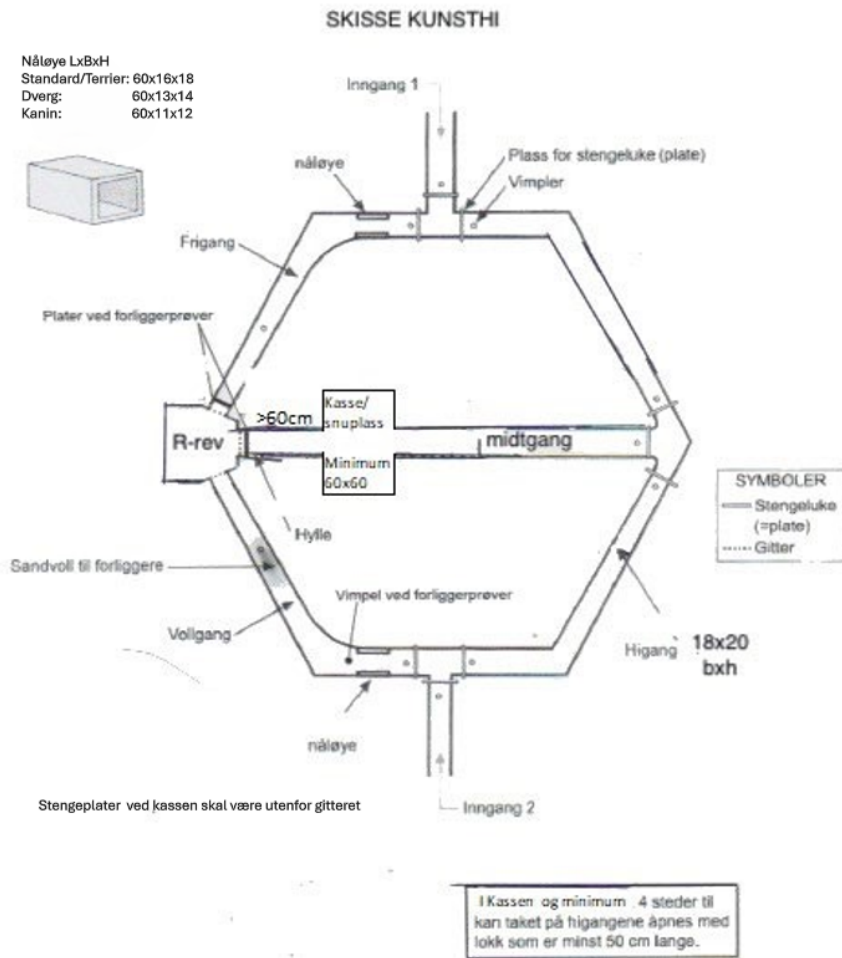 SKISSE KUNSTHI
Nåløye LxBxH
Standard/Terrier: 60x16x18
Dverg: 60x13x14
Kanin: 60x11x12
Inngang 1
nåløye
Plass for stengeluke (plate)
Vimpler
Frigang
Plater ved forliggerprøver
>60cm
Kasse/
snuplass
R-rev
midtgang
Minimum
60x60
SYMBOLER
Stengeluke
(=plate)
Gitter
Hylle
Sandvoll til forliggere
Vimpel ved forliggerprøver
Vollgang
Higang
18x20
bxh
nåløye
Stengeplater ved kassen skal være utenfor gitteret
Inngang 2
I Kassen og minimum 4 steder til
kan taket på higangene åpnes med
lokk som er minst 50 cm lange.